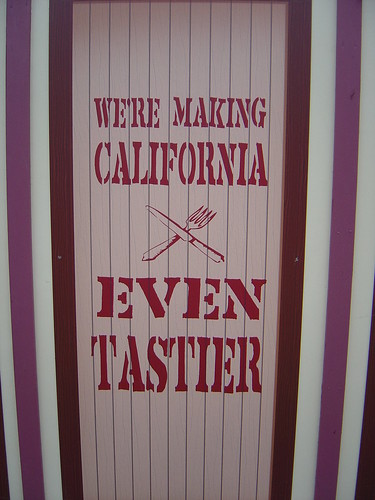 WE'RE MAKING
CALIFORNIA
EVEN
TASTIER